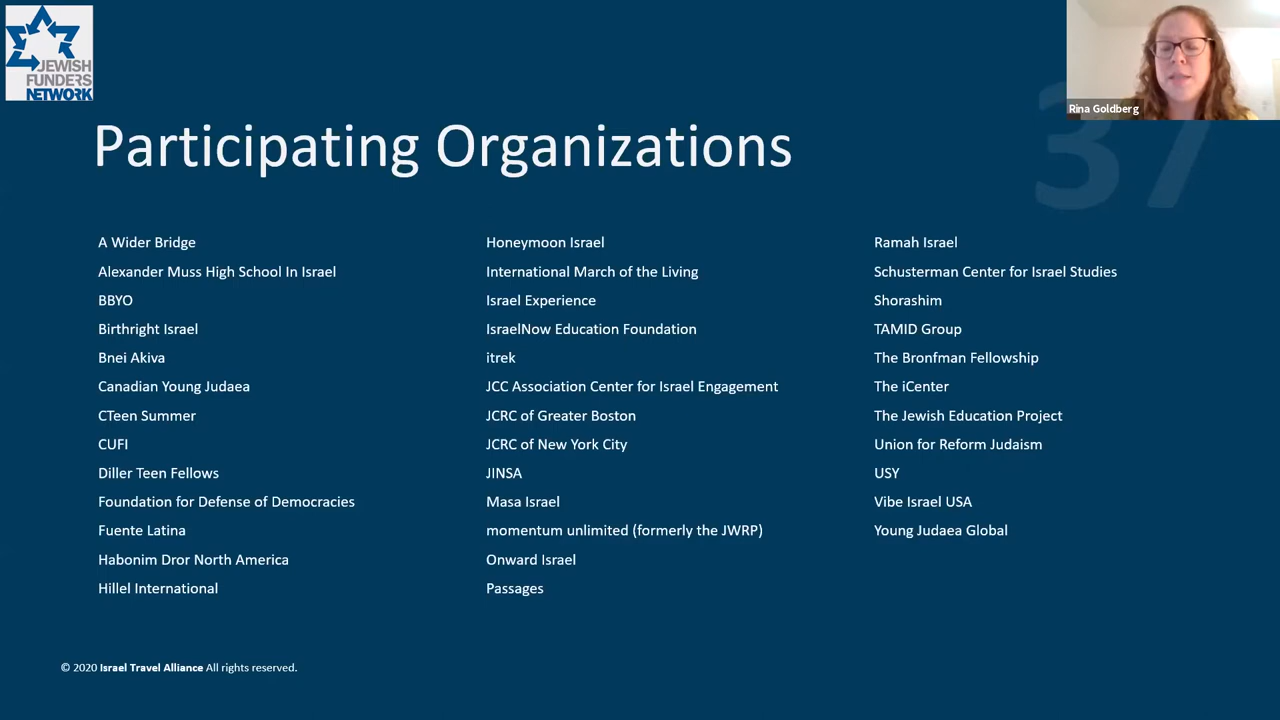 JEWISH
FUNDERS
NETWORK
Rina Goldberg
37
Participating Organizations
A Wider Bridge
Alexander Muss High School In Israel
BBYO
Birthright Israel
Bnei Akiva
Canadian Young Judaea
CTeen Summer
CUFI
Diller Teen Fellows
Foundation for Defense of Democracies
Fuente Latina
Habonim Dror North America
Hillel International
Honeymoon Israel
International March of the Living
Israel Experience
IsraelNow Education Foundation
itrek
JCC Association Center for Israel Engagement
JCRC of Greater Boston
JCRC of New York City
JINSA
Masa Israel
momentum unlimited (formerly the JWRP)
Onward Israel
Passages
Ramah Israel
Schusterman Center for Israel Studies
Shorashim
TAMID Group
The Bronfman Fellowship
The iCenter
The Jewish Education Project
Union for Reform Judaism
USY
Vibe Israel USA
Young Judaea Global
© 2020 Israel Travel Alliance All rights reserved.